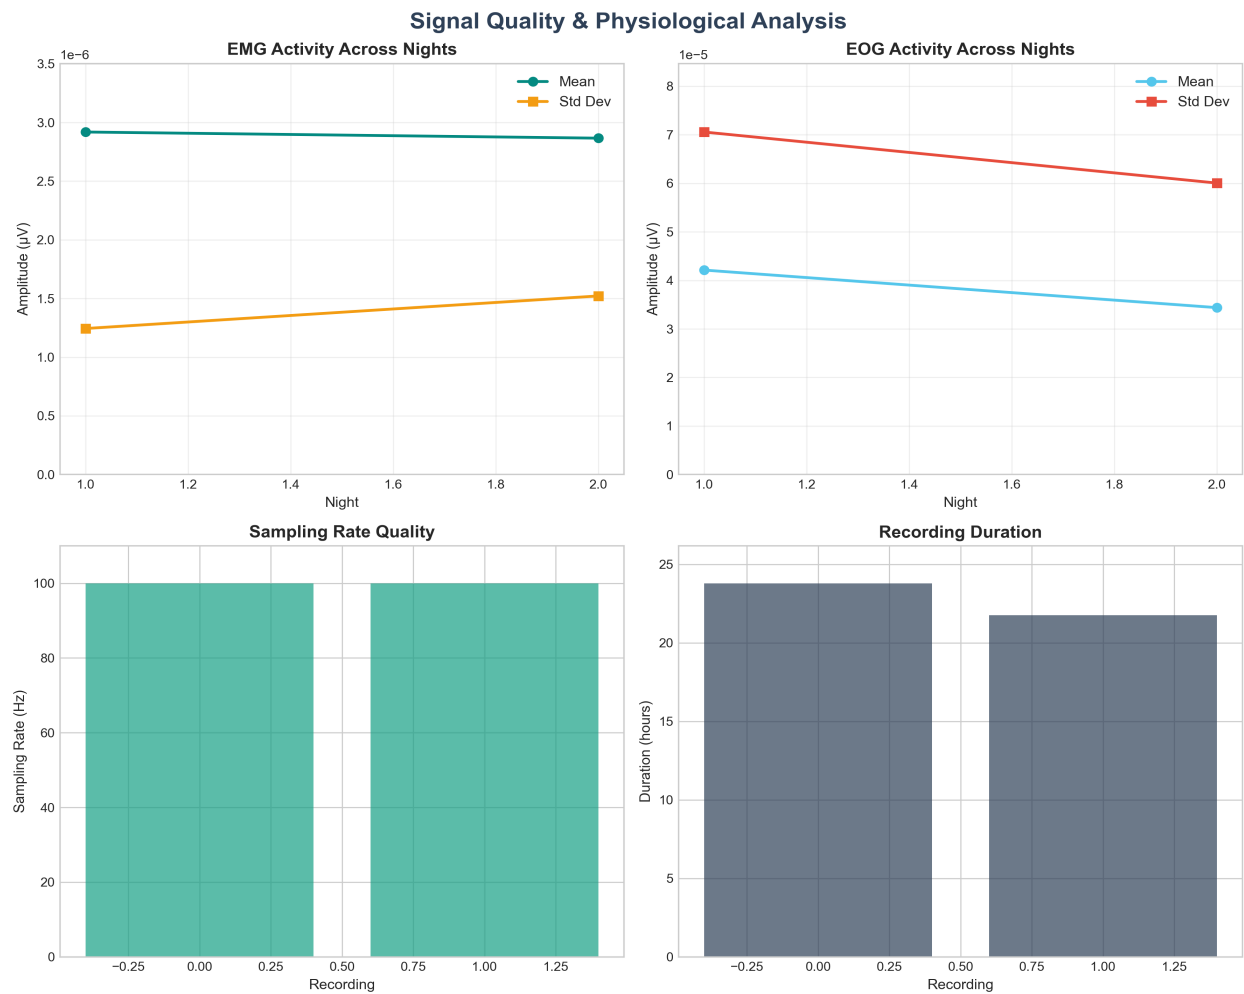 Signal Quality & Physiological Analysis
EMG Activity Across Nights
1e−6
3.5
3.0
2.5
2.0
1.5
1.0
0.5
0.0
Amplitude (µV)
Mean
Std Dev
1.0 1.2 1.4 1.6 1.8 2.0
Night
EOG Activity Across Nights
1e−5
8
7
6
5
4
3
2
1
0
Amplitude (µV)
Mean
Std Dev
1.0 1.2 1.4 1.6 1.8 2.0
Night
Sampling Rate Quality
100
80
60
40
20
0
Sampling Rate (Hz)
−0.25 0.00 0.25 0.50 0.75 1.00 1.25
Recording
Recording Duration
25
20
15
10
5
0
Duration (hours)
−0.25 0.00 0.25 0.50 0.75 1.00 1.25
Recording